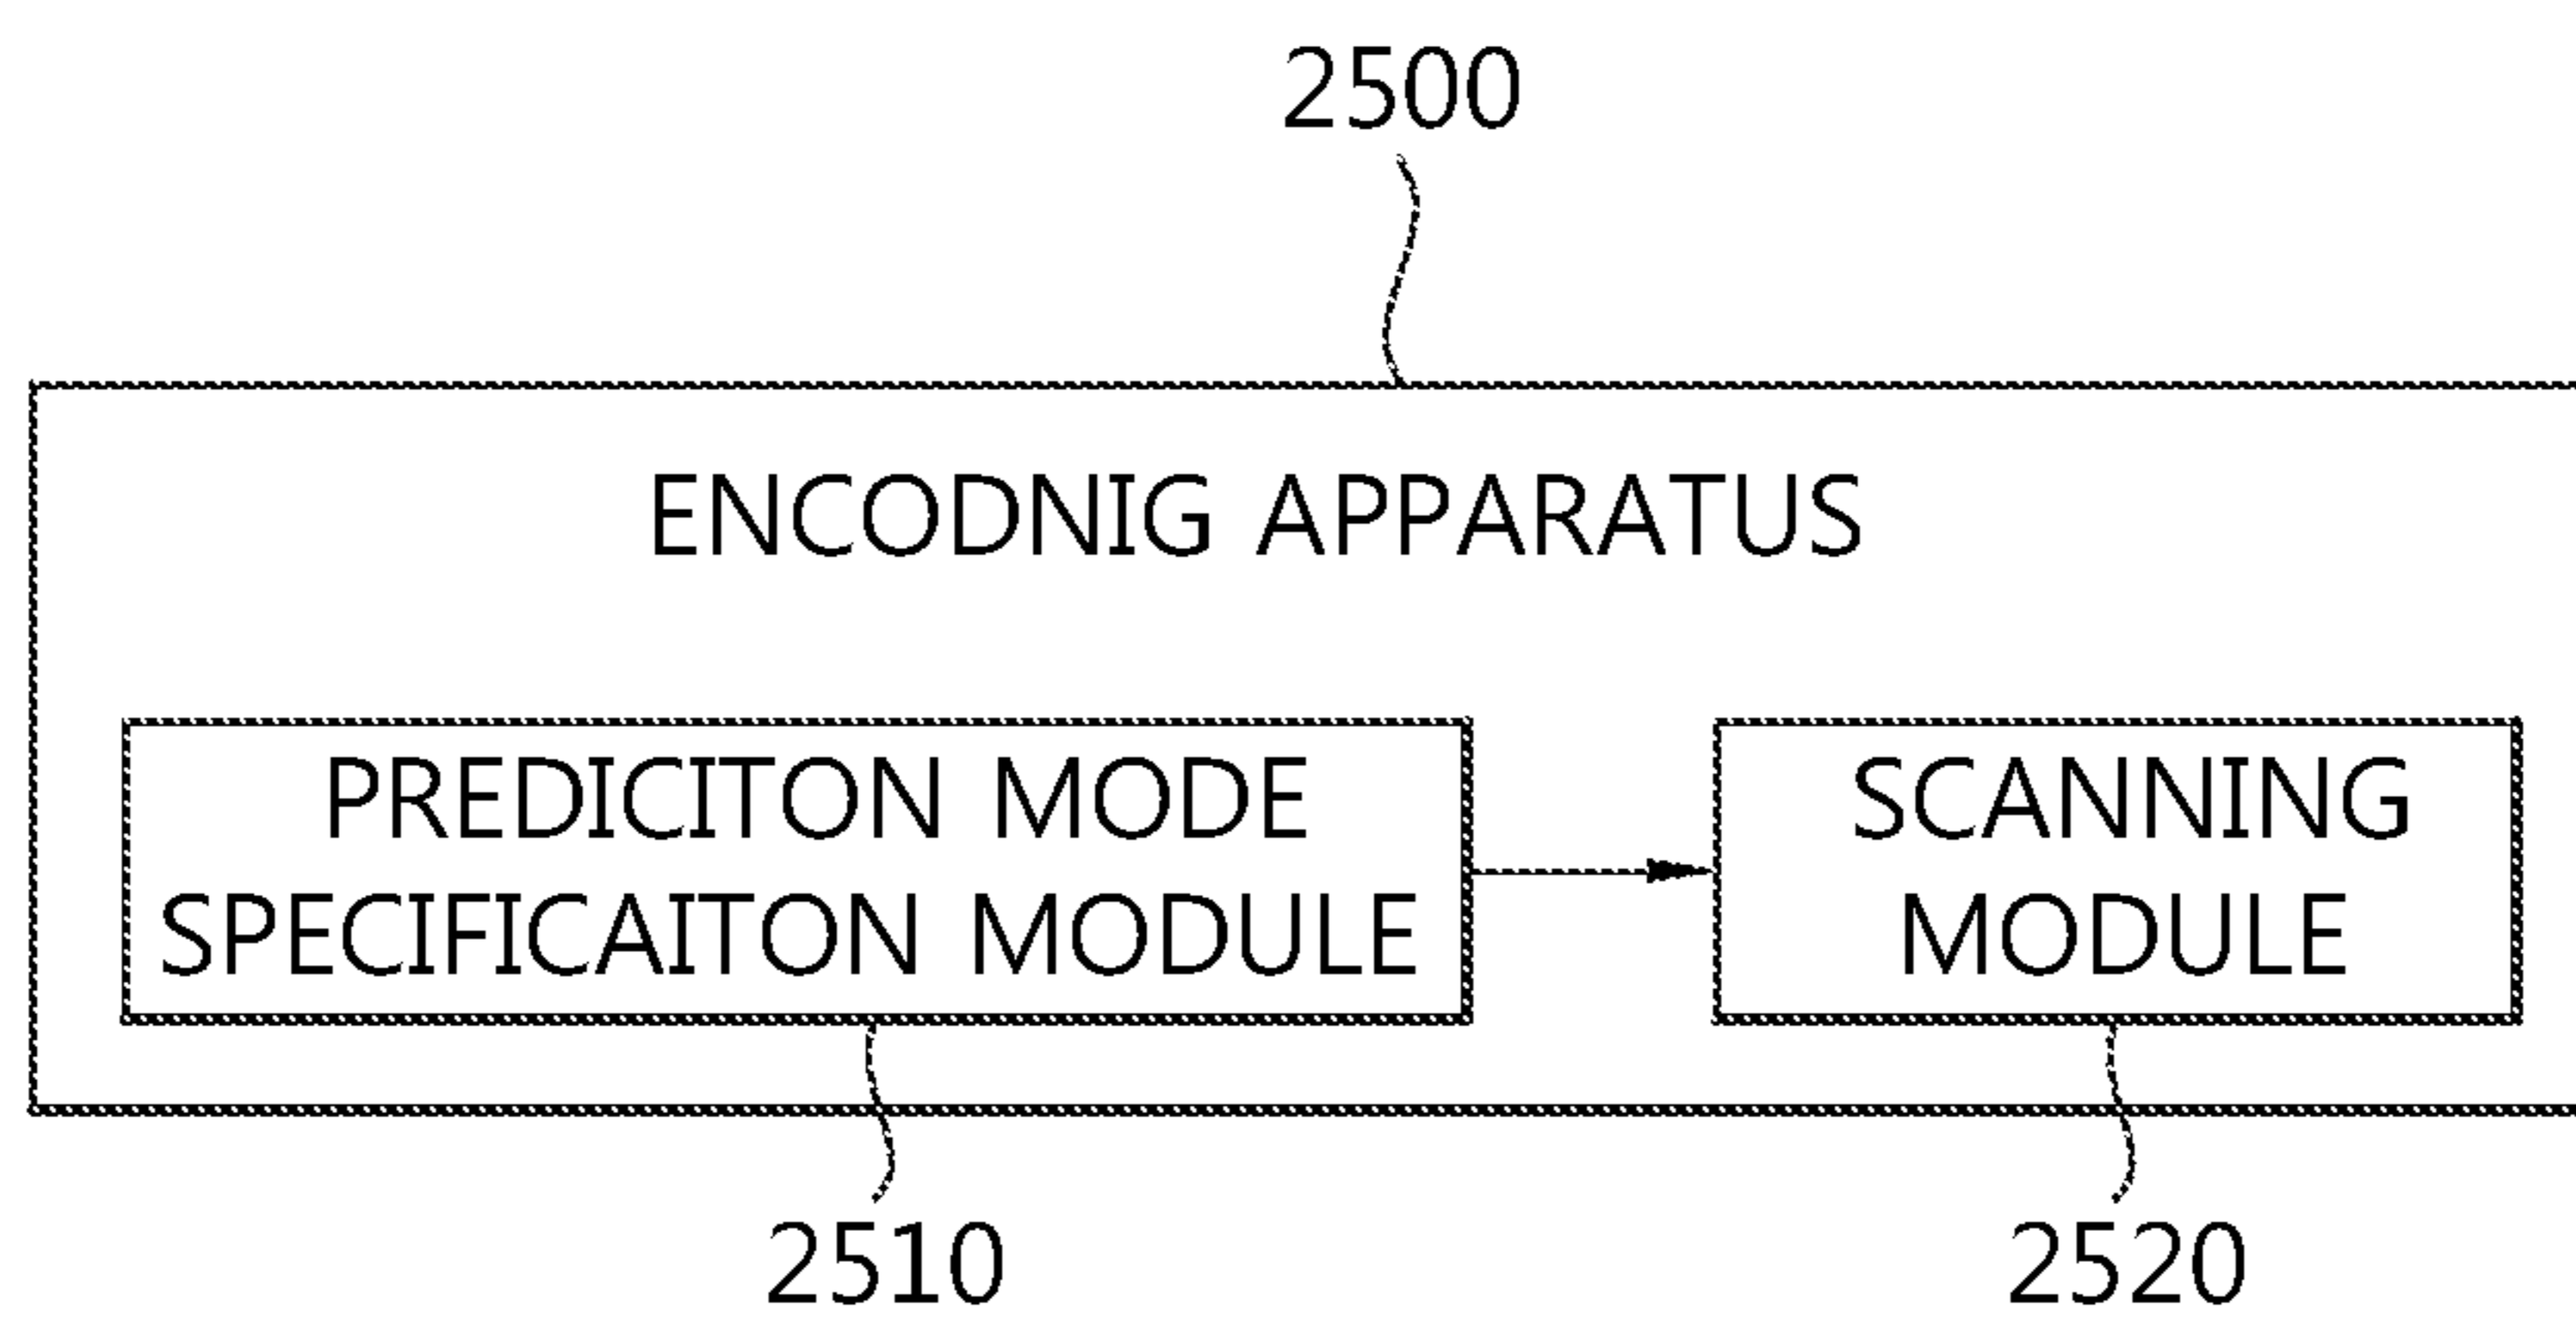 2500
ENCODNIG APPARATUS
PREDICITON MODE
SPECIFICAITON MODULE
SCANNING
MODULE
2510
2520